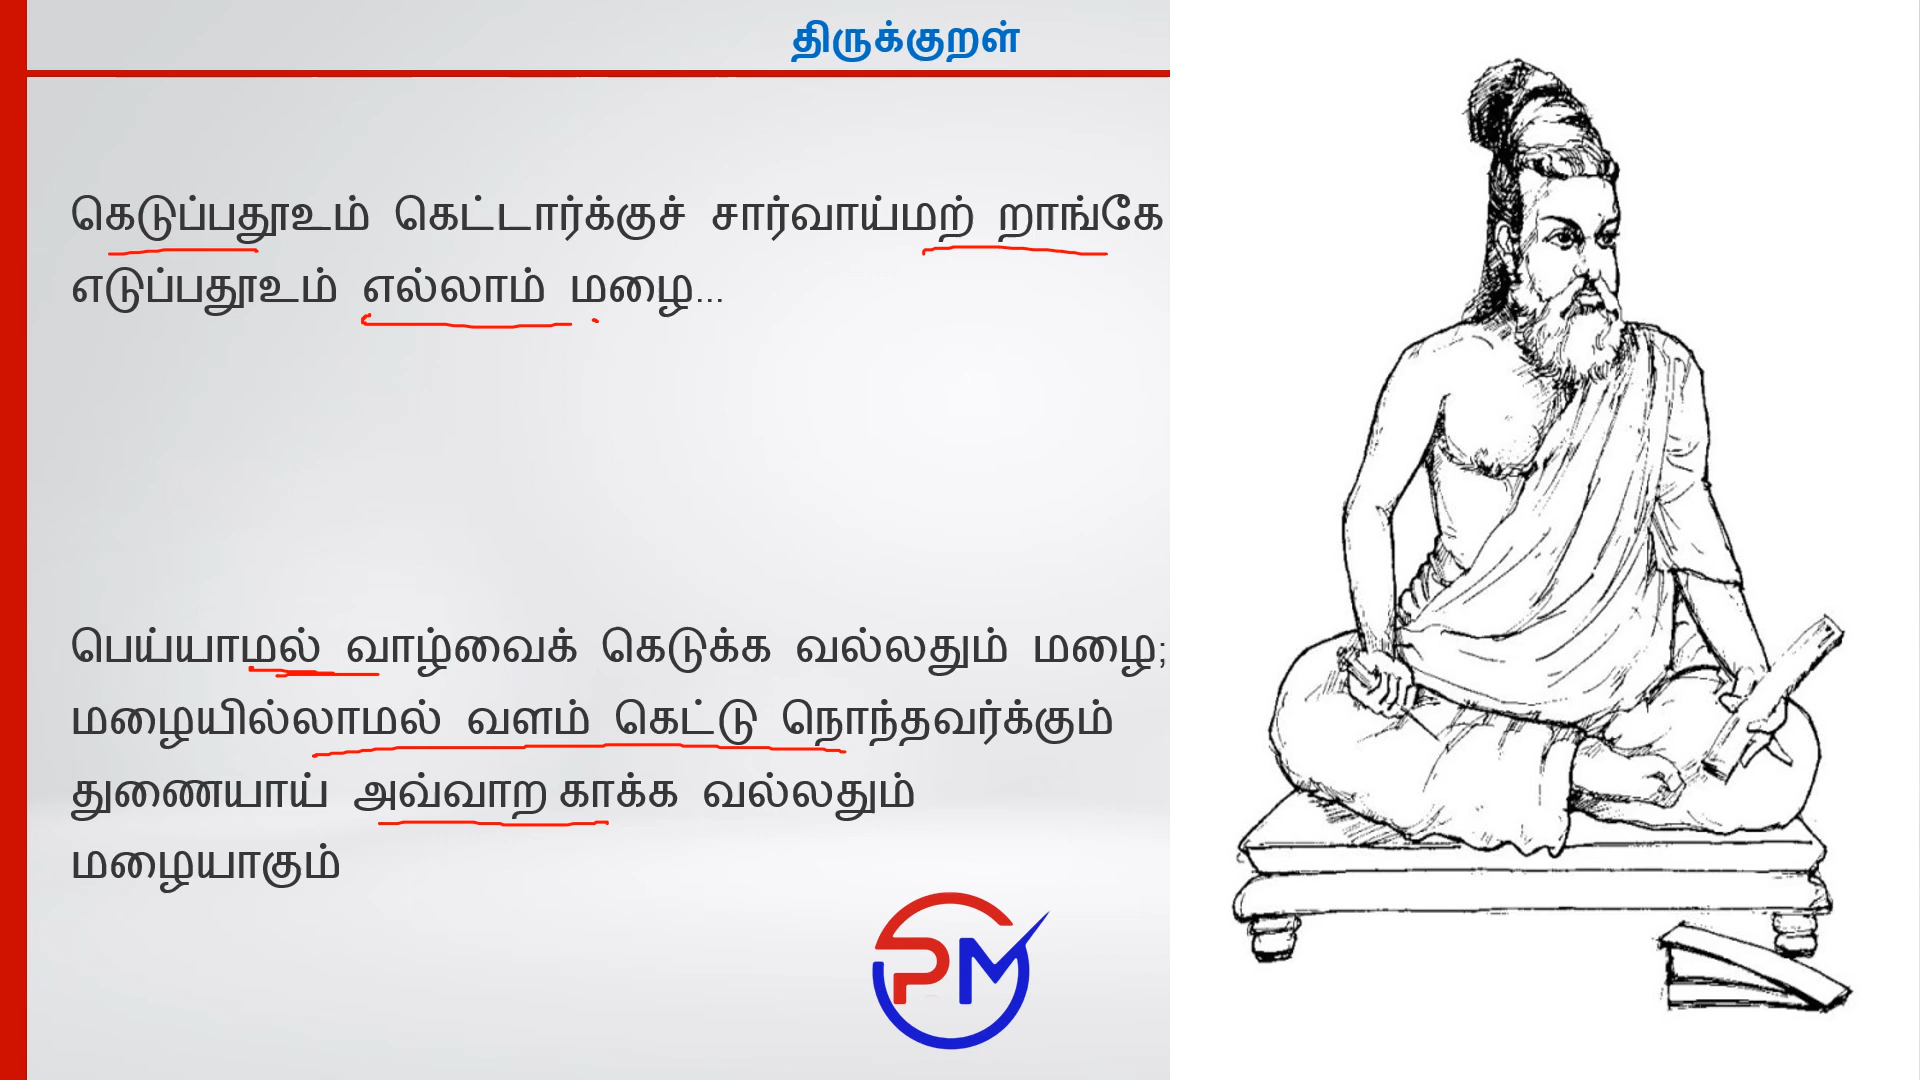 திருக்குறள்
கெடுப்பதூஉம் கெட்டார்க்குச் சார்வாய்மற் றாங்கே
எடுப்பதூஉம் எல்லாம் மழை...
பெய்யாமல் வாழ்வைக் கெடுக்க வல்லதும் மழை;
மழையில்லாமல் வளம் கெட்டு நொந்தவர்க்கும்
துணையாய் அவ்வாற காக்க வல்லதும்
மழையாகும்
PM